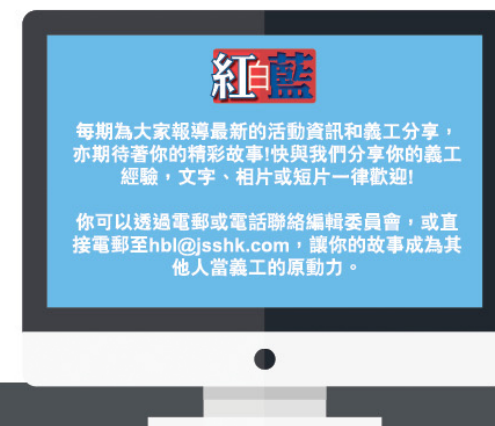 紅白藍
每期為大家報導最新的活動資訊和義工分享，
亦期待著你的精彩故事!快與我們分享你的義工
經驗，文字、相片或短片一律歡迎!
你可以透過電郵或電話聯絡編輯委員會，或直
接電郵至hbl@jsshk.com，讓你的故事成為其
他人當義工的原動力。